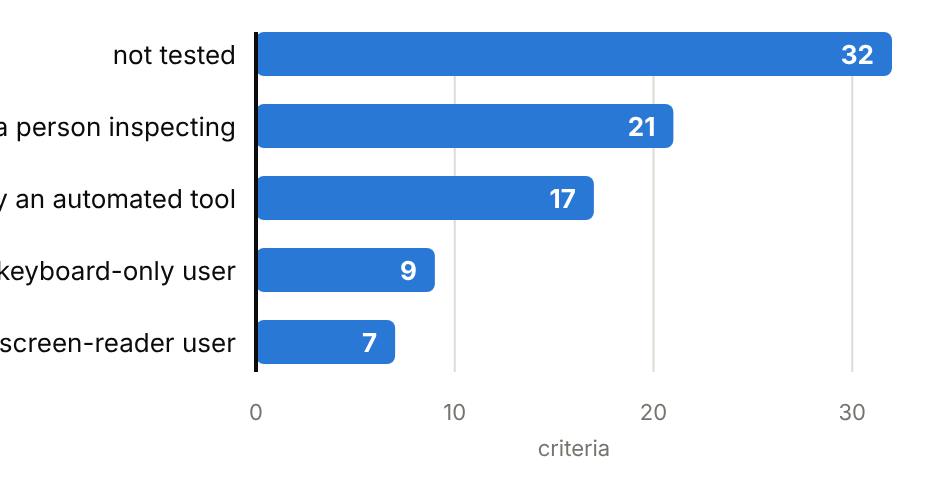 not tested 32
a person inspecting 21
an automated tool 17
keyboard-only user 9
screen-reader user 7
0 10 20 30
criteria